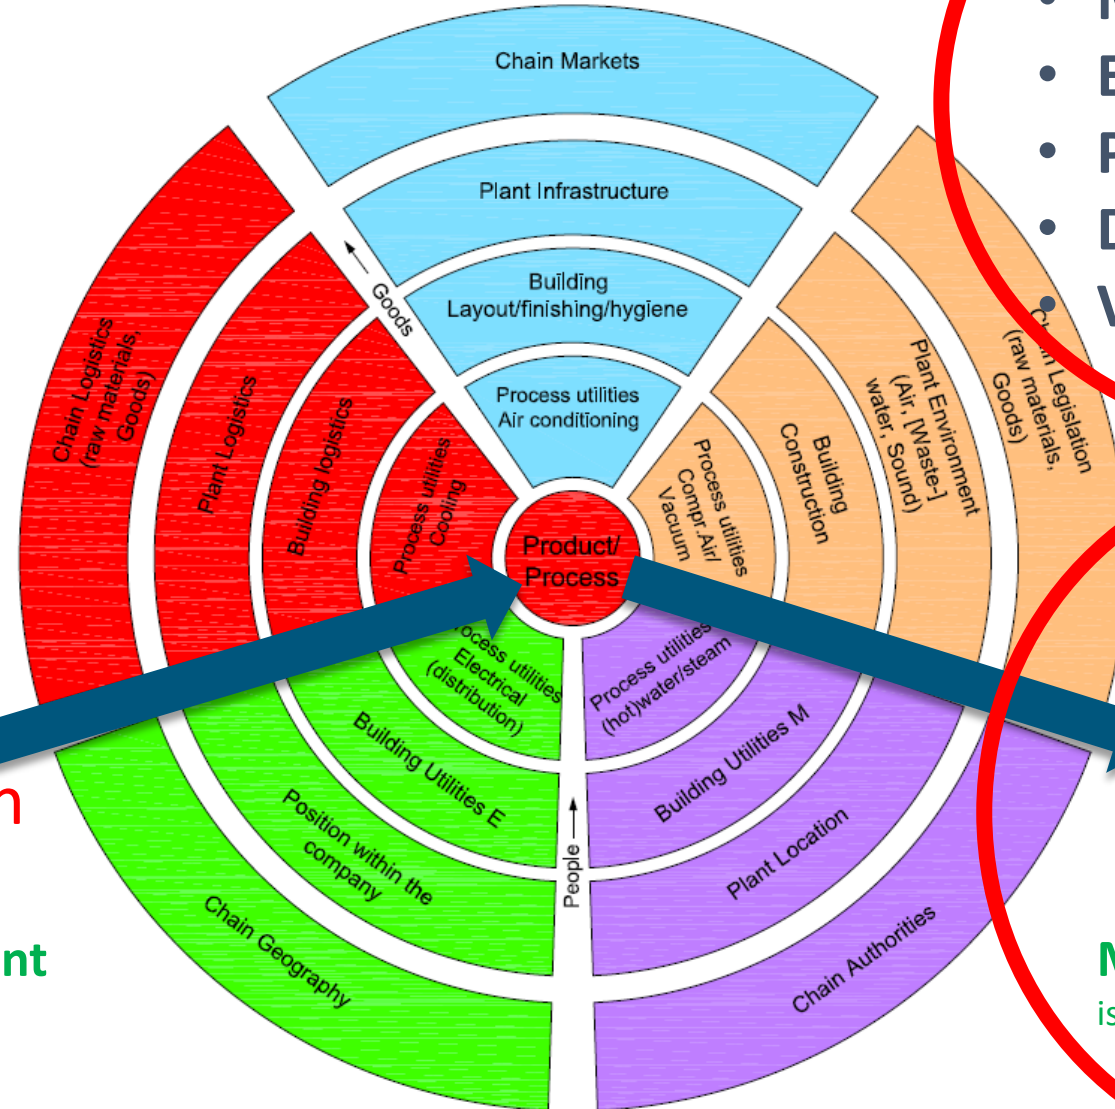 Chain Markets
Plant Infrastructure
Building
Layout/finishing/hygiene
Process utilities
Air conditioning
Goods
Chain Logistics
(raw materials,
Goods)
Plant Logistics
Building logistics
Process utilities
Cooling
Product/
Process
Process utilities
Compr.Air/
Vacuum
Building
Construction
Plant Environment
(Air, [Waste-]
water, Sound)
Legislation
(raw materials,
Goods)
utilities
Electrical
(distribution)
Building Utilities E
Position within the
company
Chain Geography
Process utilities
(hot)water/steam
Building Utilities M
Plant Location
Chain Authorities
People